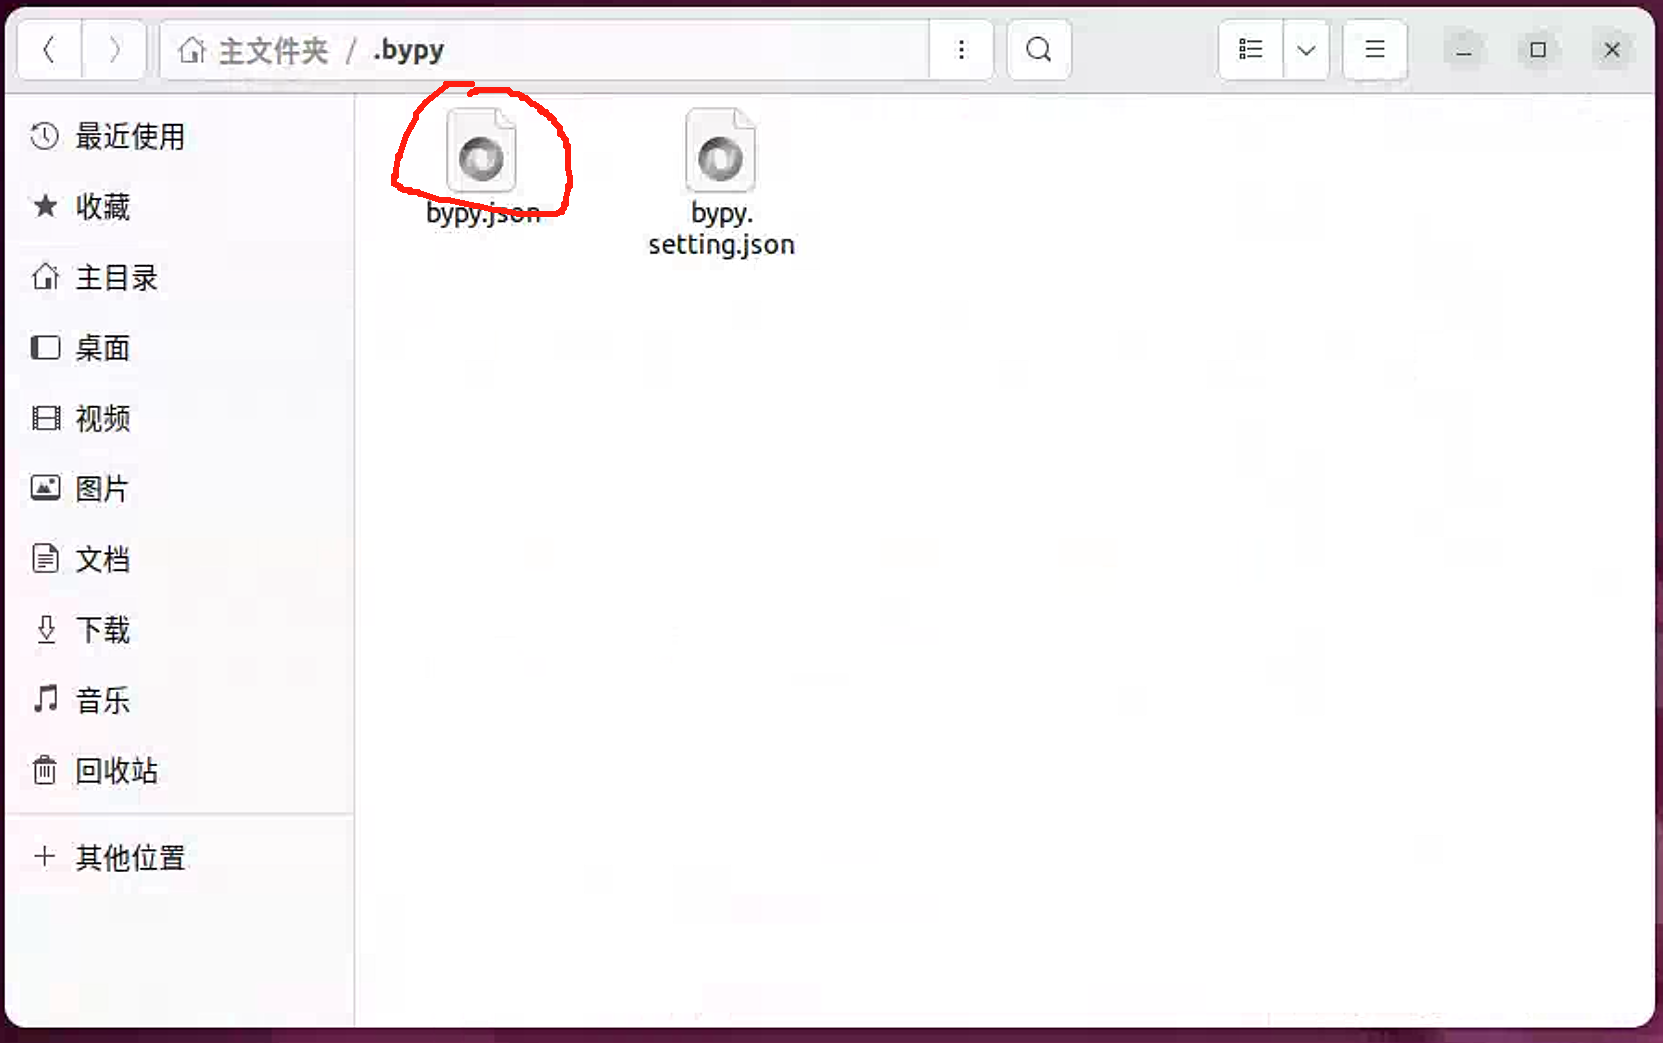 主文件夹 / .bypy
最近使用
收藏
主目录
桌面
视频
图片
文档
下载
音乐
回收站
其他位置
bypy.json
bypy.
setting.json